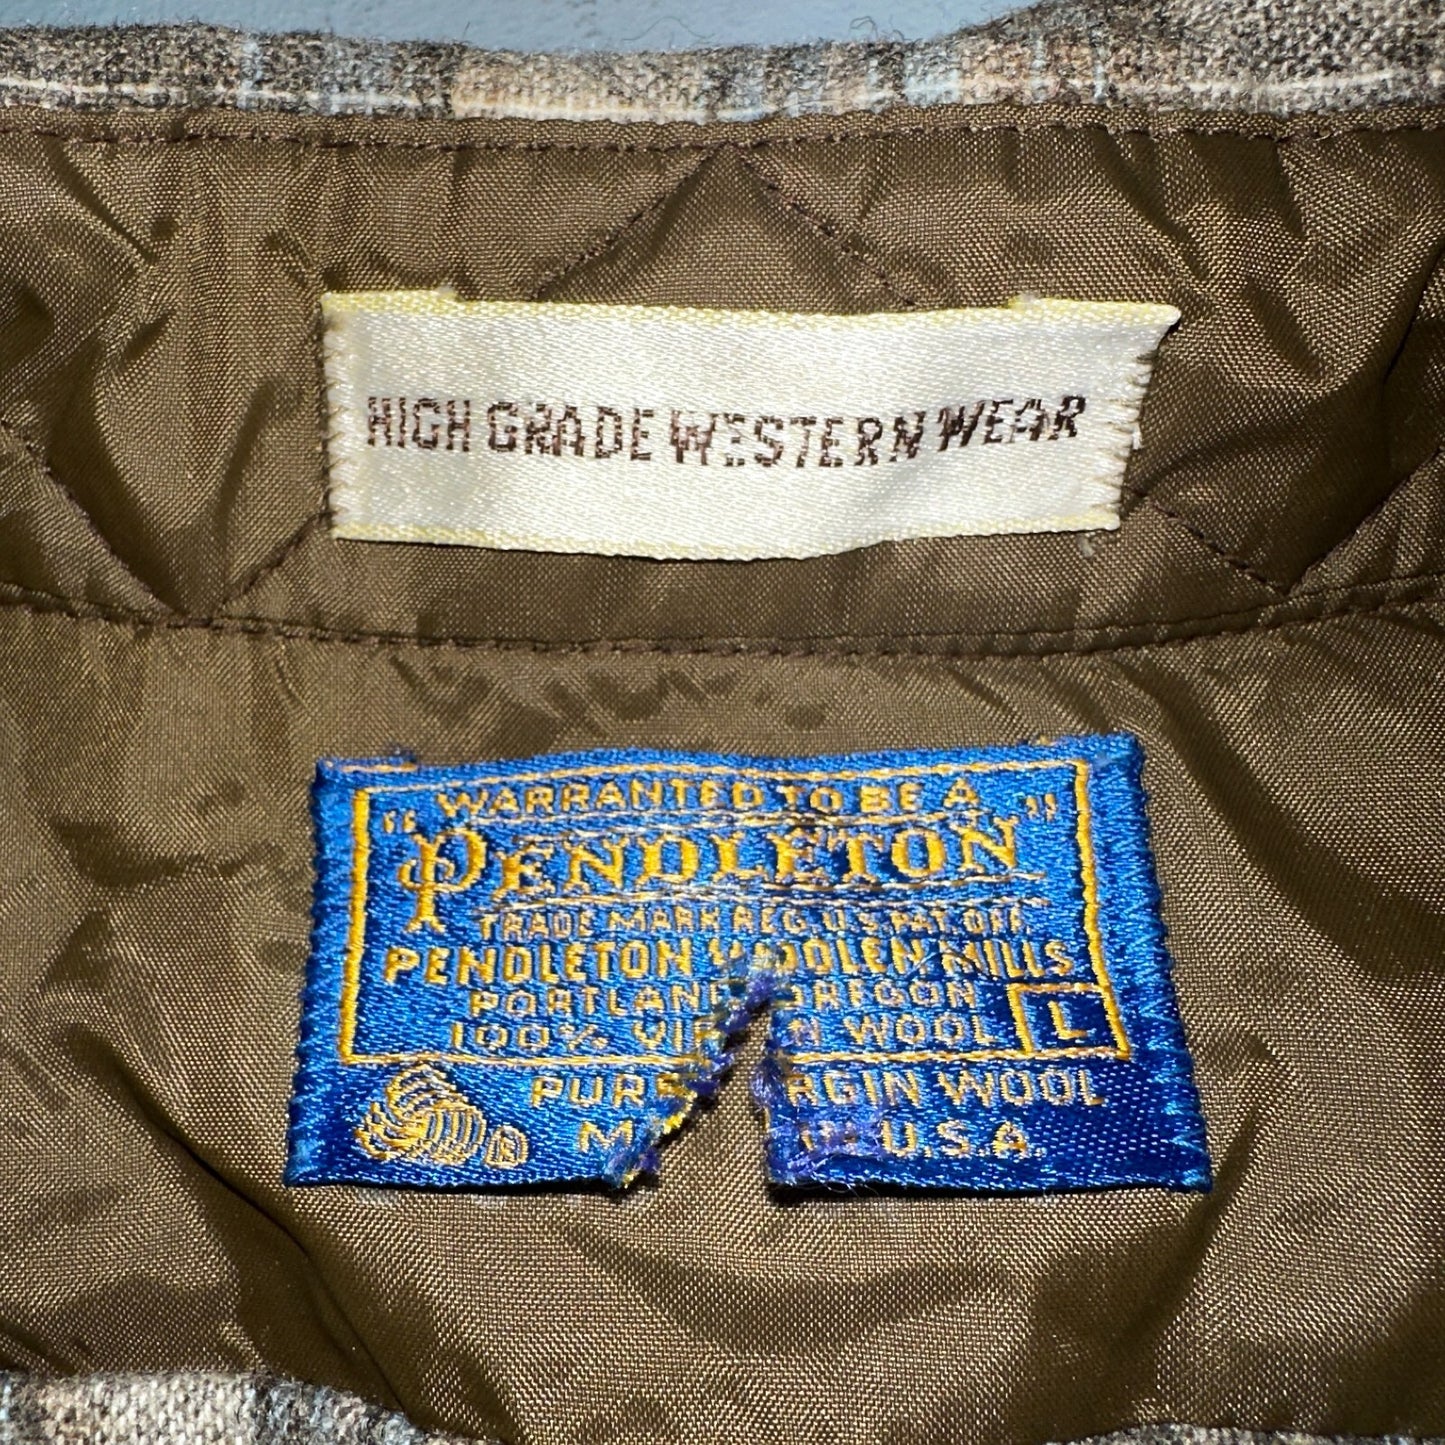 HIGH GRADE WESTERN WEAR
WARRANTED TO BE A
"PENDLETON"
TRADE MARK REG. U.S. PAT. OFF.
PENDLETON WOOLEN MILLS
PORTLAND OREGON
100% VIRGIN WOOL L
PURE VIRGIN WOOL
R U.S.A.